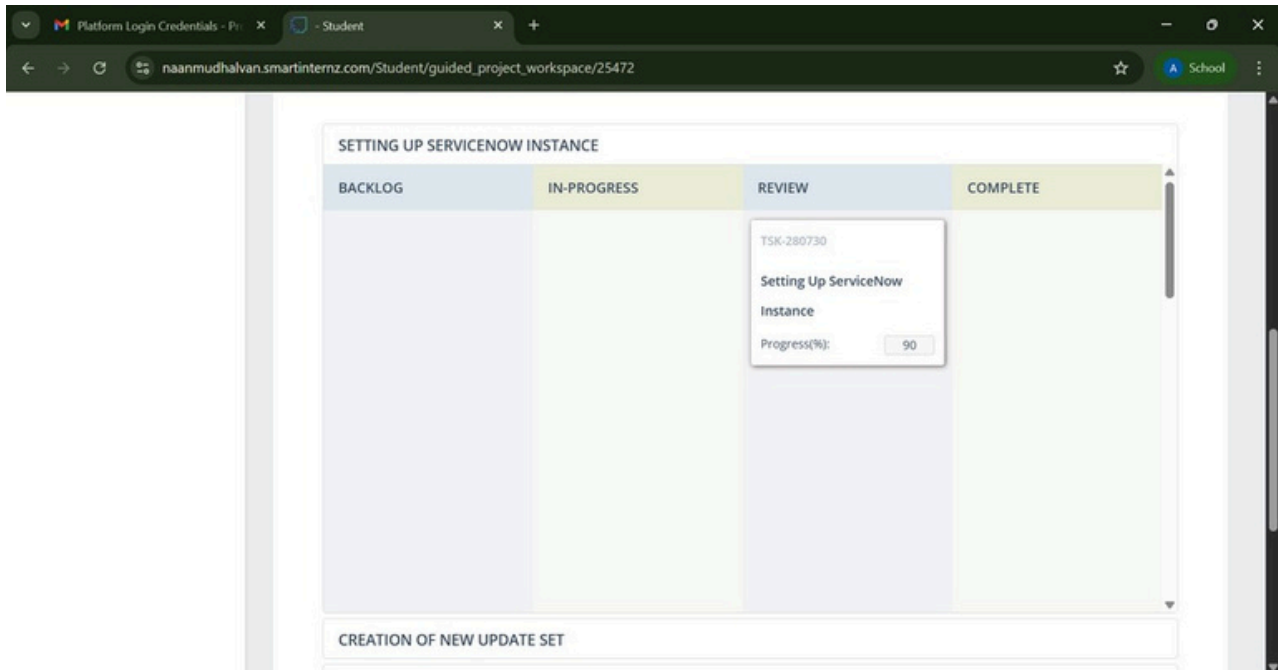 Platform Login Credentials - Pr
- Student
naanmudhalvan.smartinternz.com/Student/guided_project_workspace/25472
A School
SETTING UP SERVICENOW INSTANCE
BACKLOG IN-PROGRESS REVIEW COMPLETE
TSK-280730
Setting Up ServiceNow
Instance
Progress(%): 90
CREATION OF NEW UPDATE SET